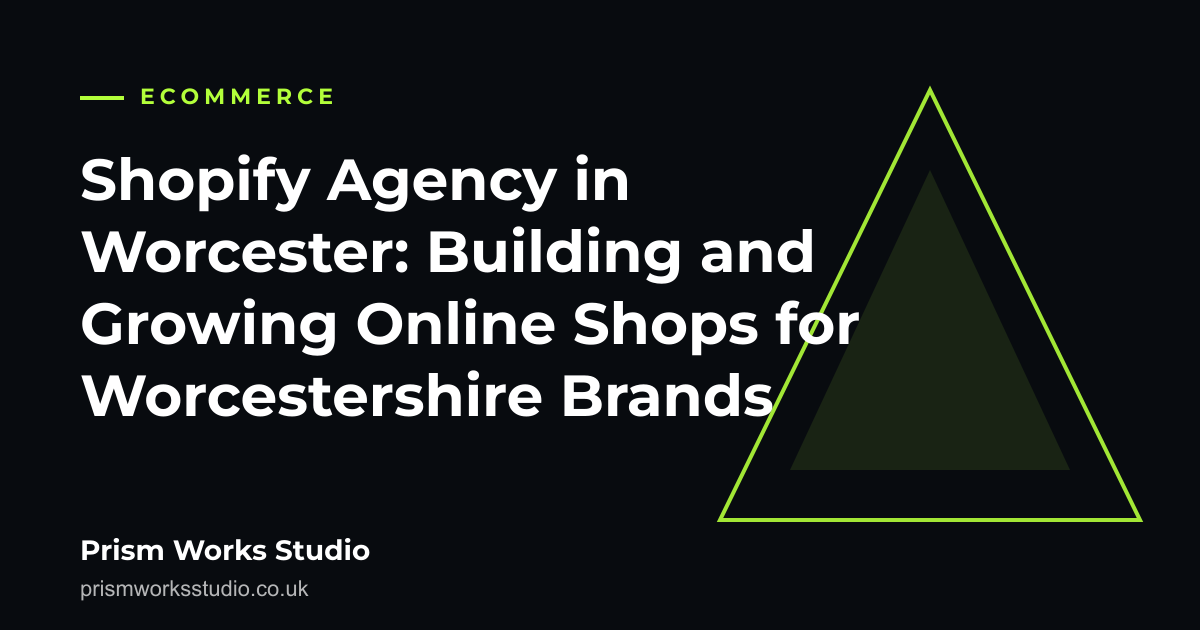 ECOMMERCE
Shopify Agency in
Worcester: Building and
Growing Online Shops for
Worcestershire Brands
Prism Works Studio
prismworksstudio.co.uk